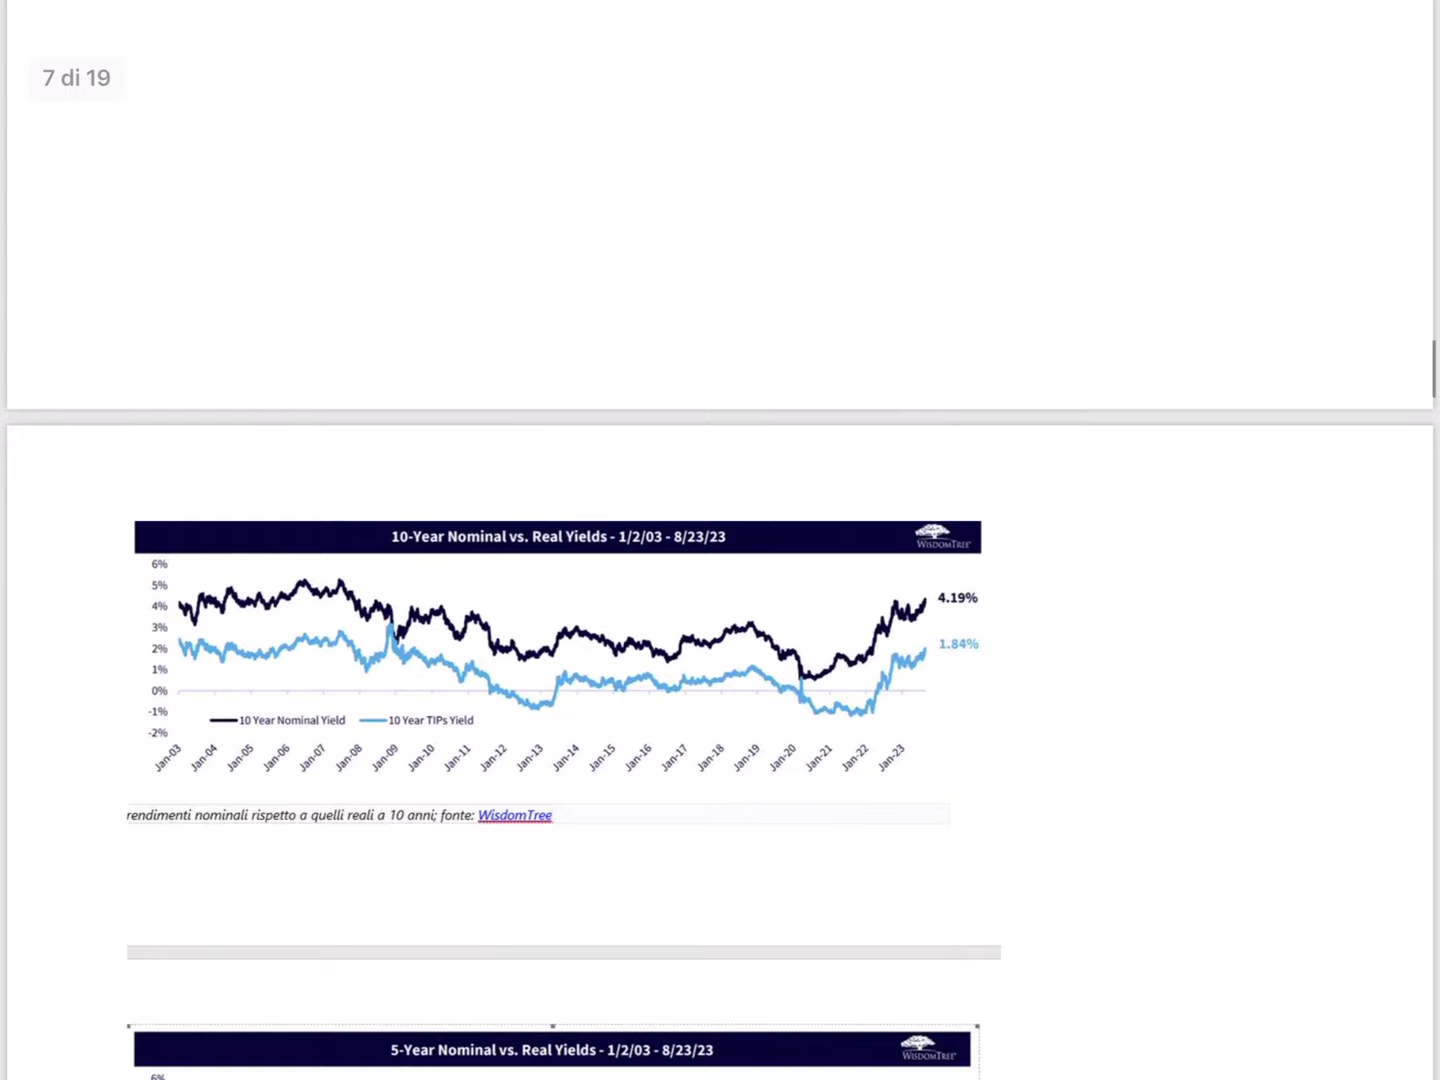 7 di 19
10-Year Nominal vs. Real Yields - 1/2/03 - 8/23/23
WISDOMTREE
6%
5%
4%
3%
2%
1%
0%
-1%
-2%
4.19%
1.84%
10 Year Nominal Yield
10 Year TIPs Yield
Jan-03 Jan-04 Jan-05 Jan-06 Jan-07 Jan-08 Jan-09 Jan-10 Jan-11 Jan-12 Jan-13 Jan-14 Jan-15 Jan-16 Jan-17 Jan-18 Jan-19 Jan-20 Jan-21 Jan-22 Jan-23
rendimenti nominali rispetto a quelli reali a 10 anni; fonte: WisdomTree
5-Year Nominal vs. Real Yields - 1/2/03 - 8/23/23
WISDOMTREE
6%